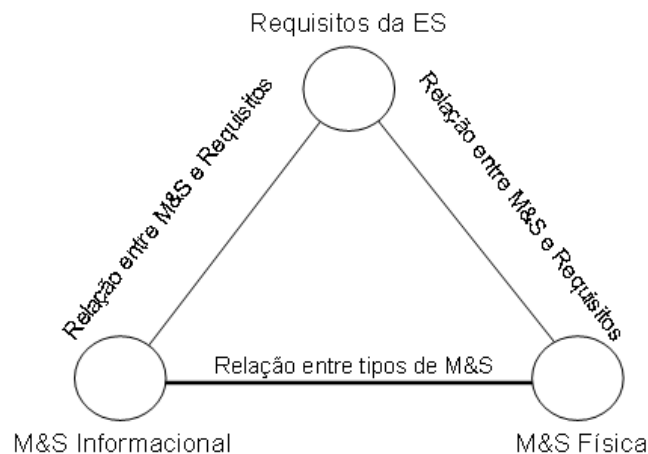 Requisitos da ES
Relação entre M&S e Requisitos
Relação entre M&S e Requisitos
Relação entre tipos de M&S
M&S Informacional
M&S Física